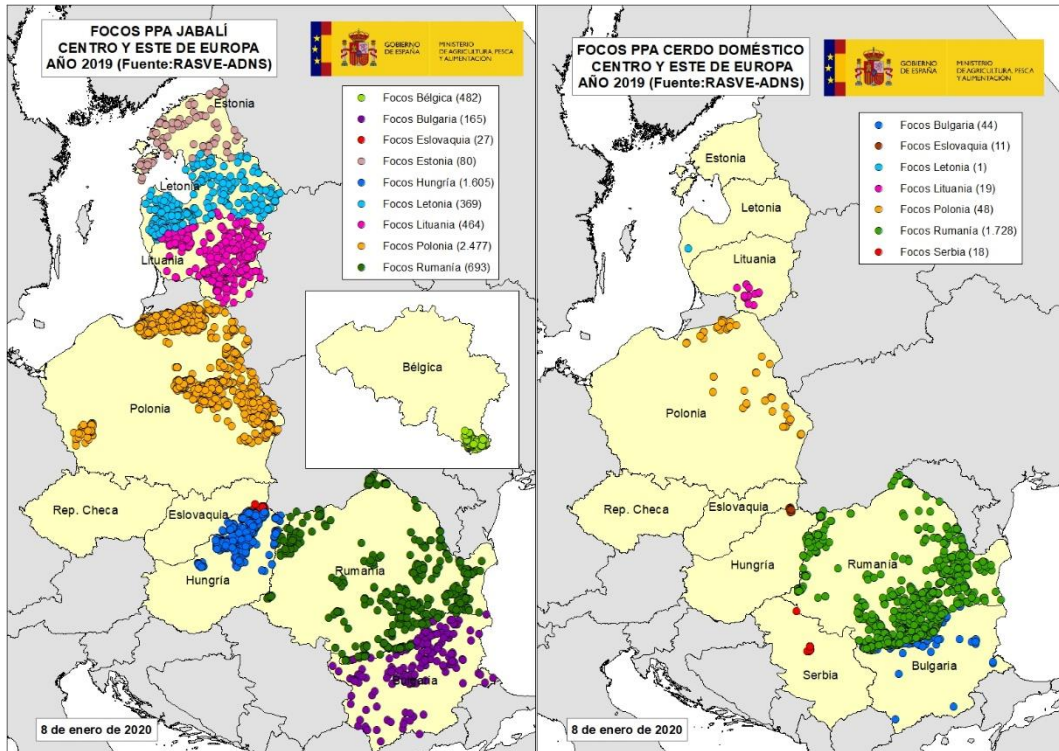 FOCOS PPA JABALÍ
CENTRO Y ESTE DE EUROPA
AÑO 2019 (Fuente:RASVE-ADNS)
GOBIERNO
DE ESPAÑA
MINISTERIO
DE AGRICULTURA, PESCA
Y ALIMENTACIÓN
Focos Bélgica (482)
Focos Bulgaria (165)
Focos Eslovaquia (27)
Focos Estonia (80)
Focos Hungría (1.605)
Focos Letonia (369)
Focos Lituania (464)
Focos Polonia (2.477)
Focos Rumanía (693)
Estonia
Letonia
Lituania
Bélgica
Polonia
Rep. Checa
Eslovaquia
Hungría
Rumanía
Bulgaria
8 de enero de 2020
FOCOS PPA CERDO DOMÉSTICO
CENTRO Y ESTE DE EUROPA
AÑO 2019 (Fuente:RASVE-ADNS)
GOBIERNO
DE ESPAÑA
MINISTERIO
DE AGRICULTURA, PESCA
Y ALIMENTACIÓN
Focos Bulgaria (44)
Focos Eslovaquia (11)
Focos Letonia (1)
Focos Lituania (19)
Focos Polonia (48)
Focos Rumanía (1.728)
Focos Serbia (18)
Estonia
Letonia
Lituania
Polonia
Rep. Checa
Eslovaquia
Hungría
Rumanía
Serbia
Bulgaria
8 de enero de 2020